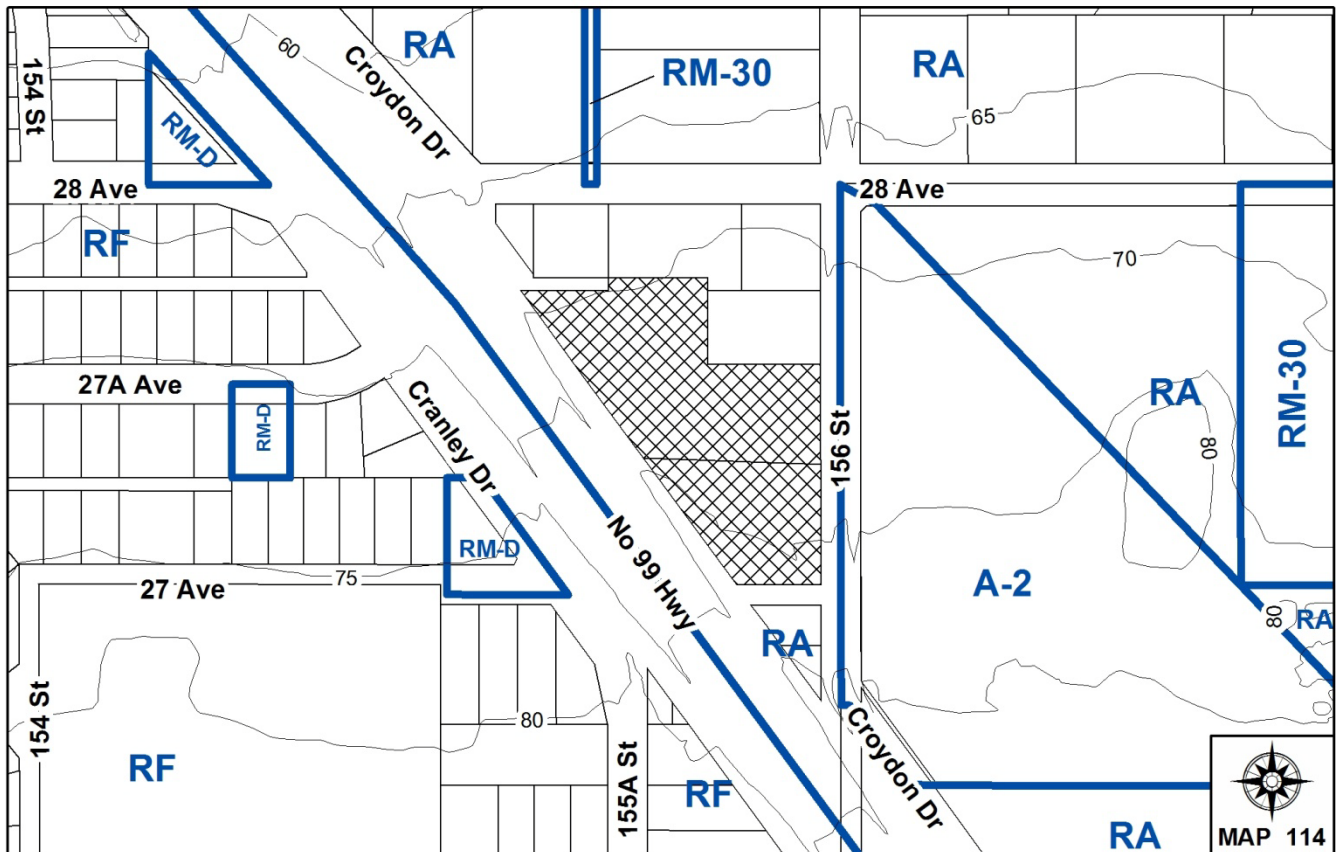 60
Croydon Dr
RA
RM-30
RA
65
154 St
RM-D
28 Ave
28 Ave
RF
70
27A Ave
RM-D
Cranley Dr
156 St
RA
80
RM-30
RM-D
75
27 Ave
No 99 Hwy
A-2
80
RA
RA
154 St
80
RF
155A St
RF
Croydon Dr
RA
MAP 114